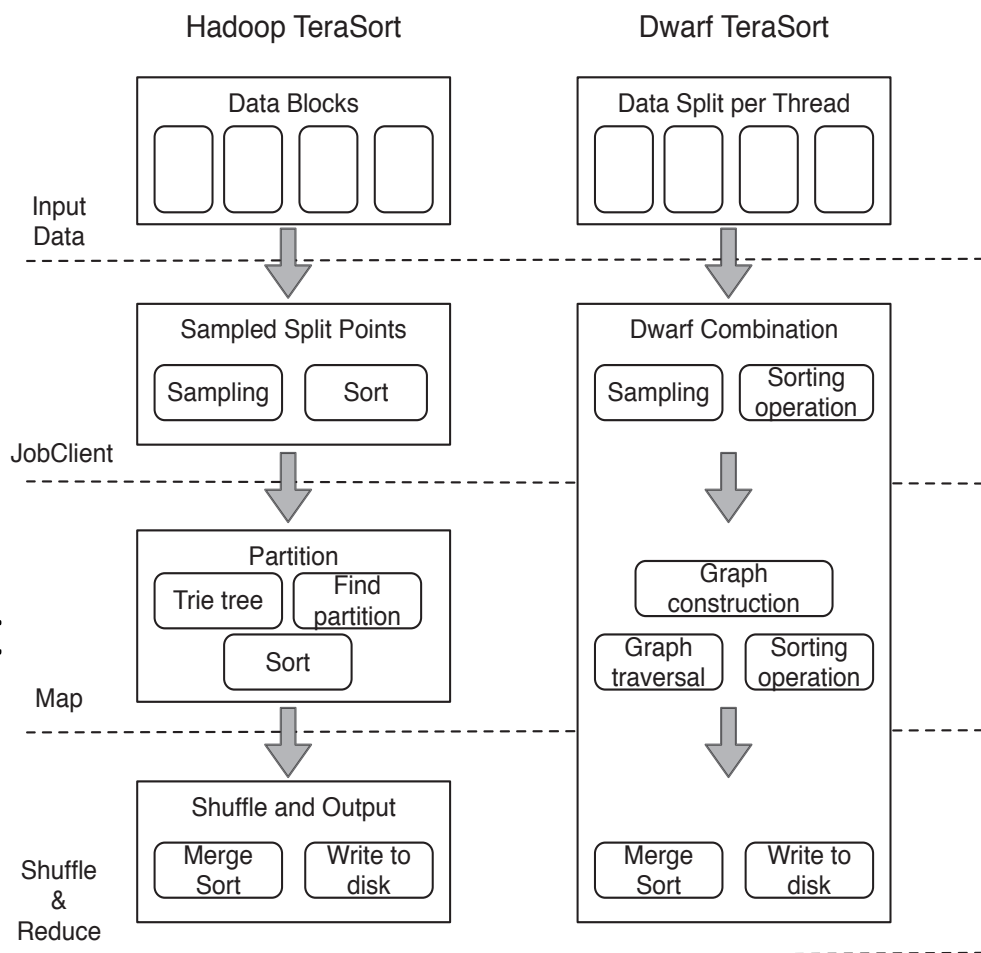 Hadoop TeraSort
Dwarf TeraSort
Data Blocks
Data Split per Thread
Input
Data
Sampled Split Points
Sampling
Sort
Dwarf Combination
Sampling
Sorting
operation
JobClient
Partition
Trie tree
Find
partition
Sort
Graph
construction
Graph
traversal
Sorting
operation
Map
Shuffle and Output
Merge
Sort
Write to
disk
Merge
Sort
Write to
disk
Shuffle
&
Reduce